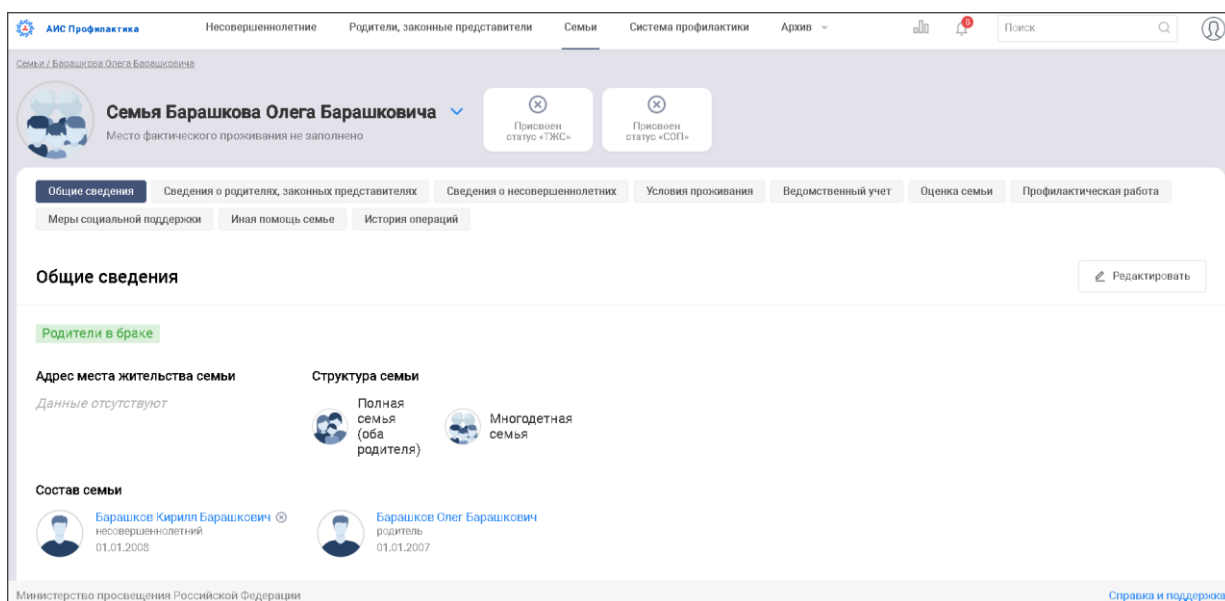 АИС Профилактика Несовершеннолетние Родители, законные представители Семьи Система профилактики Архив 8 Поиск
Семьи / Барашкова Олега Барашковича
Семья Барашкова Олега Барашковича
Место фактического проживания не заполнено
Присвоен
статус «ТЖС»
Присвоен
статус «СОП»
Общие сведения Сведения о родителях, законных представителях Сведения о несовершеннолетних Условия проживания Ведомственный учет Оценка семьи Профилактическая работа
Меры социальной поддержки Иная помощь семье История операций
Общие сведения Редактировать
Родители в браке
Адрес места жительства семьи
Данные отсутствуют
Структура семьи
Полная
семья
(оба
родителя)
Многодетная
семья
Состав семьи
Барашков Кирилл Барашкович
несовершеннолетний
01.01.2008
Барашков Олег Барашкович
родитель
01.01.2007
Министерство просвещения Российской Федерации Справка и поддержка